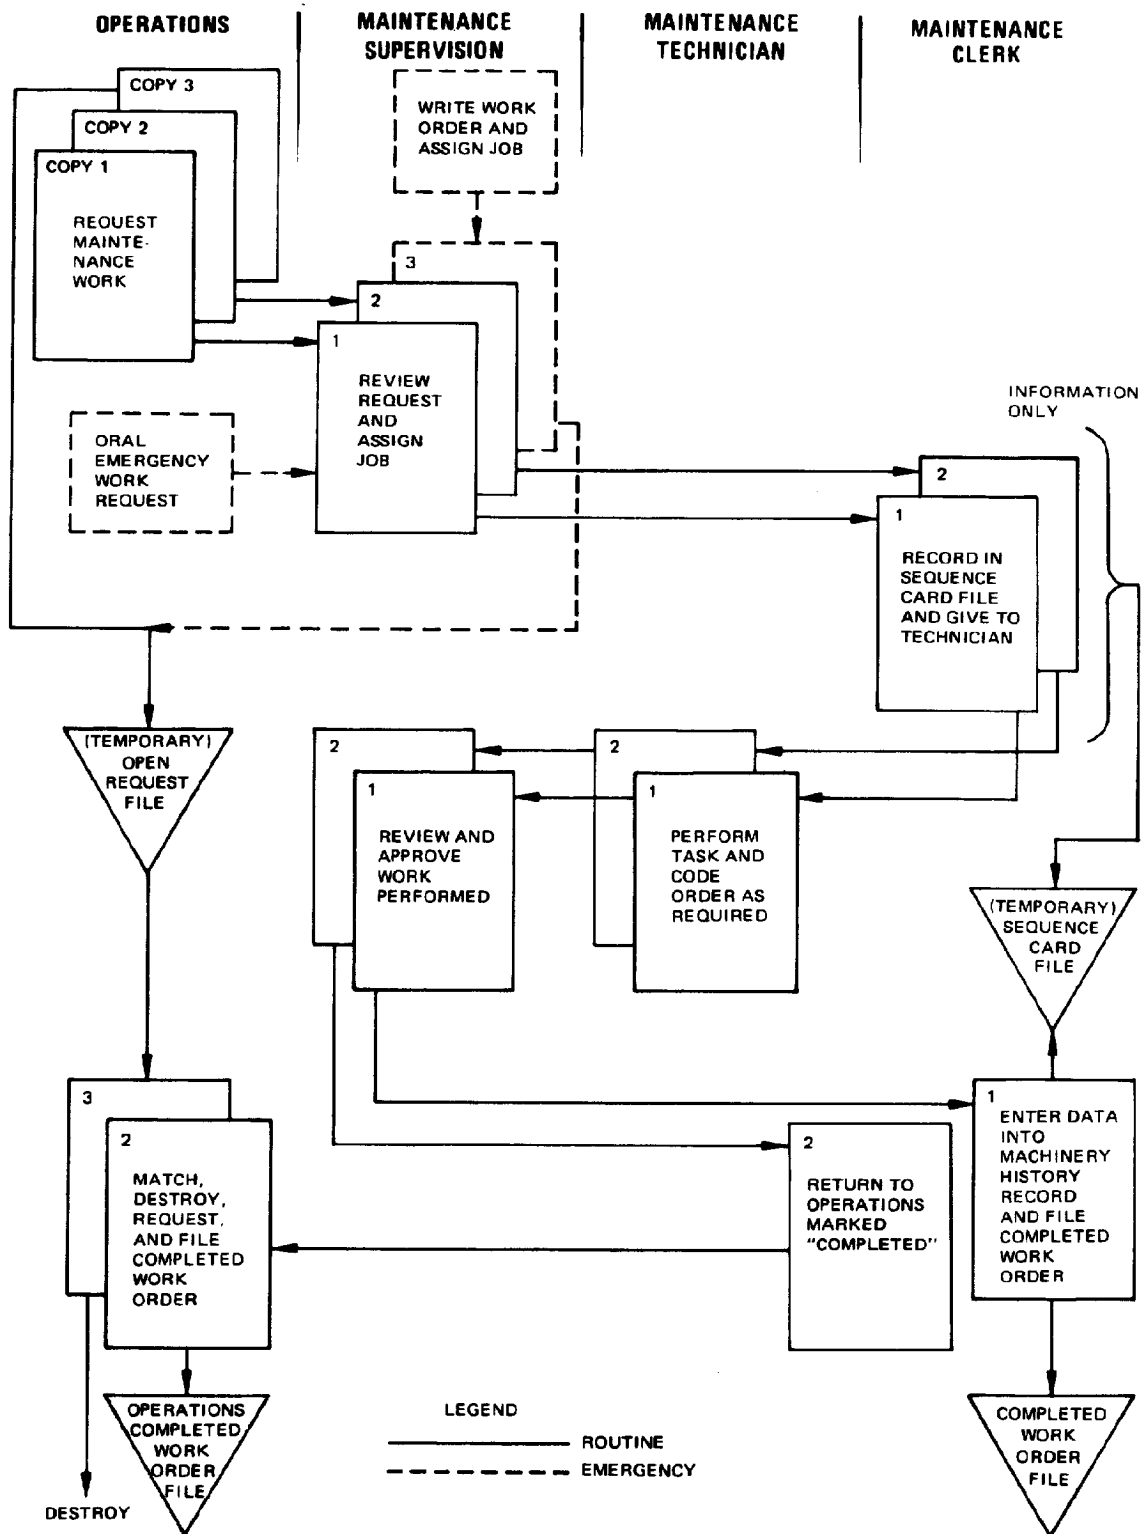 OPERATIONS
MAINTENANCE
SUPERVISION
MAINTENANCE
TECHNICIAN
MAINTENANCE
CLERK
COPY 3
COPY 2
COPY 1
REQUEST
MAINTE-
NANCE
WORK
WRITE WORK
ORDER AND
ASSIGN JOB
3
2
1
REVIEW
REQUEST
AND
ASSIGN
JOB
ORAL
EMERGENCY
WORK
REQUEST
INFORMATION
ONLY
2
1
RECORD IN
SEQUENCE
CARD FILE
AND GIVE TO
TECHNICIAN
(TEMPORARY)
OPEN
REQUEST
FILE
2
1
REVIEW AND
APPROVE
WORK
PERFORMED
2
1
PERFORM
TASK AND
CODE
ORDER AS
REQUIRED
(TEMPORARY)
SEQUENCE
CARD
FILE
3
2
MATCH,
DESTROY,
REQUEST,
AND FILE
COMPLETED
WORK
ORDER
2
RETURN TO
OPERATIONS
MARKED
"COMPLETED"
1
ENTER DATA
INTO
MACHINERY
HISTORY
RECORD
AND FILE
COMPLETED
WORK
ORDER
OPERATIONS
COMPLETED
WORK
ORDER
FILE
DESTROY
LEGEND
ROUTINE
EMERGENCY
COMPLETED
WORK
ORDER
FILE